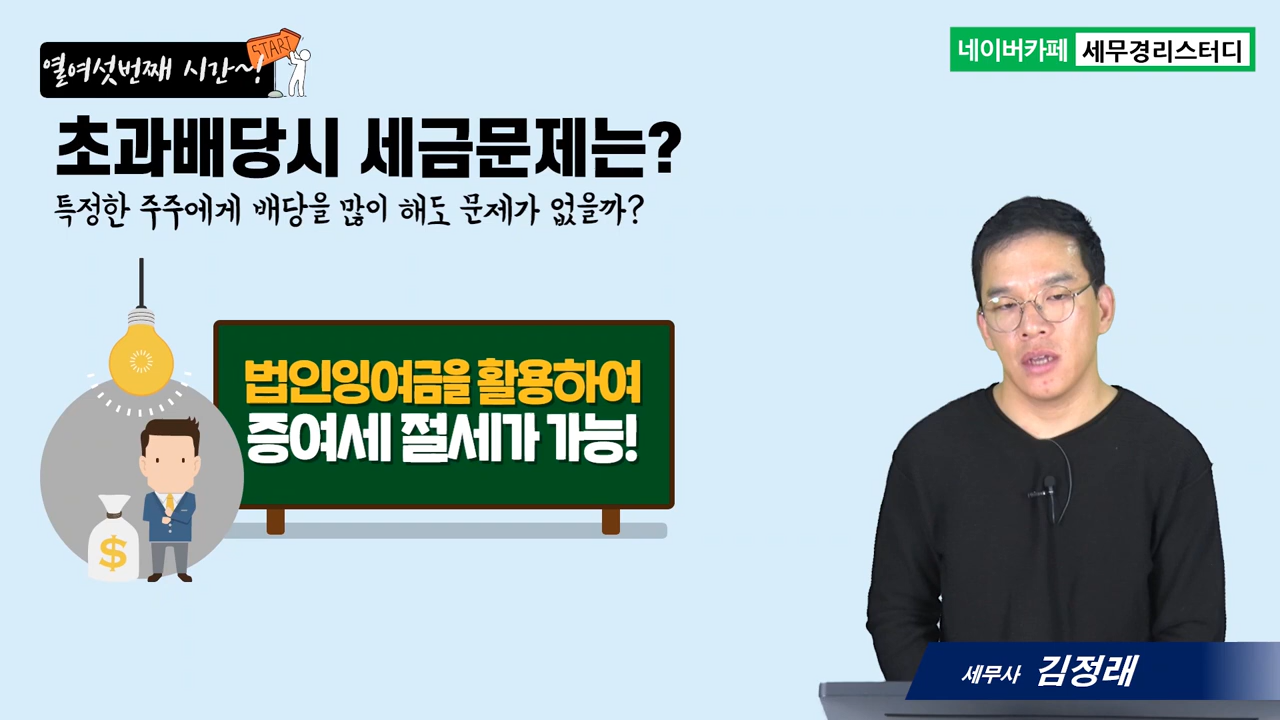 열여섯번째 시간~!
START
네이버카페 세무경리스터디
초과배당시 세금문제는?
특정한 주주에게 배당을 많이 해도 문제가 없을까?
법인잉여금을 활용하여
증여세 절세가 가능!
$
세무사 김정래